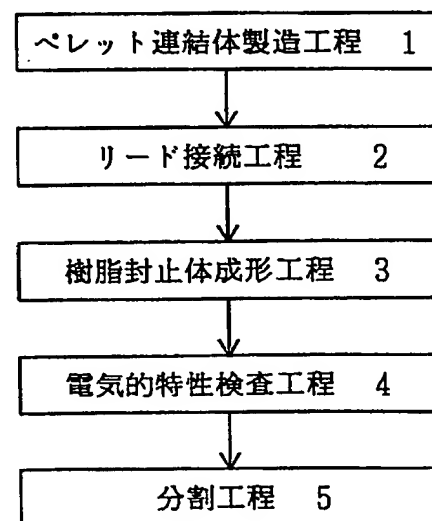 ペレット連結体製造工程 1
リード接続工程 2
樹脂封止体成形工程 3
電気的特性検査工程 4
分割工程 5